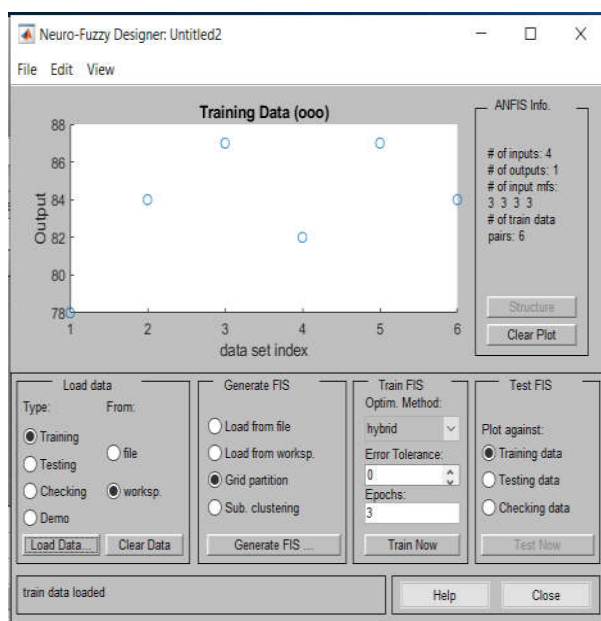 Neuro-Fuzzy Designer: Untitled2
File Edit View
Training Data (ooo)
88
86
84
82
80
78
Output
1 2 3 4 5 6
data set index
ANFIS Info.
# of inputs: 4
# of outputs: 1
# of input mfs:
3 3 3 3
# of train data
pairs: 6
Structure
Clear Plot
Load data
Type: From:
Training
Testing
Checking
Demo
file
worksp.
Load Data... Clear Data
Generate FIS
Load from file
Load from worksp.
Grid partition
Sub. clustering
Generate FIS ...
Train FIS
Optim. Method:
hybrid
Error Tolerance:
0
Epochs:
3
Train Now
Test FIS
Plot against:
Training data
Testing data
Checking data
Test Now
train data loaded
Help
Close